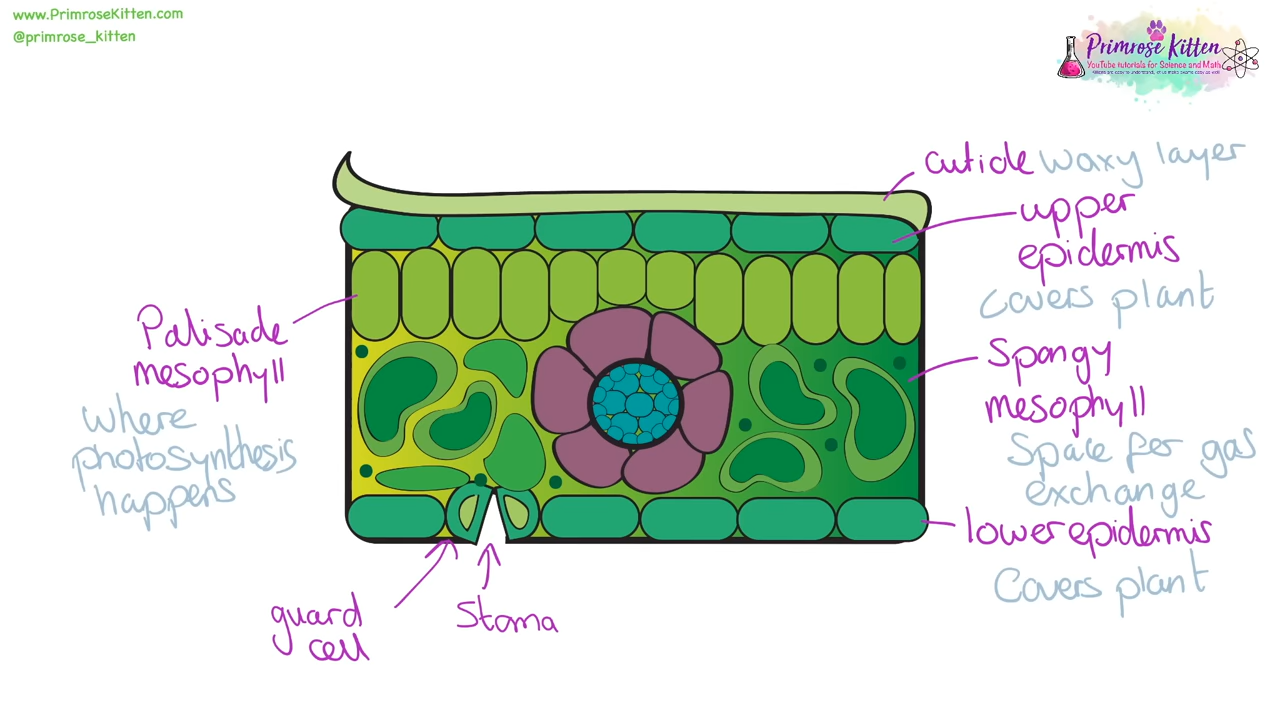 www.PrimroseKitten.com
@primrose_kitten
Primrose Kitten
YouTube tutorials for Science and Math
cuticle waxy layer
upper
epidermis
covers plant
Palisade
mesophyll
where
photosynthesis
happens
Spongy
mesophyll
Space for gas
exchange
lower epidermis
Covers plant
guard
cell
Stoma